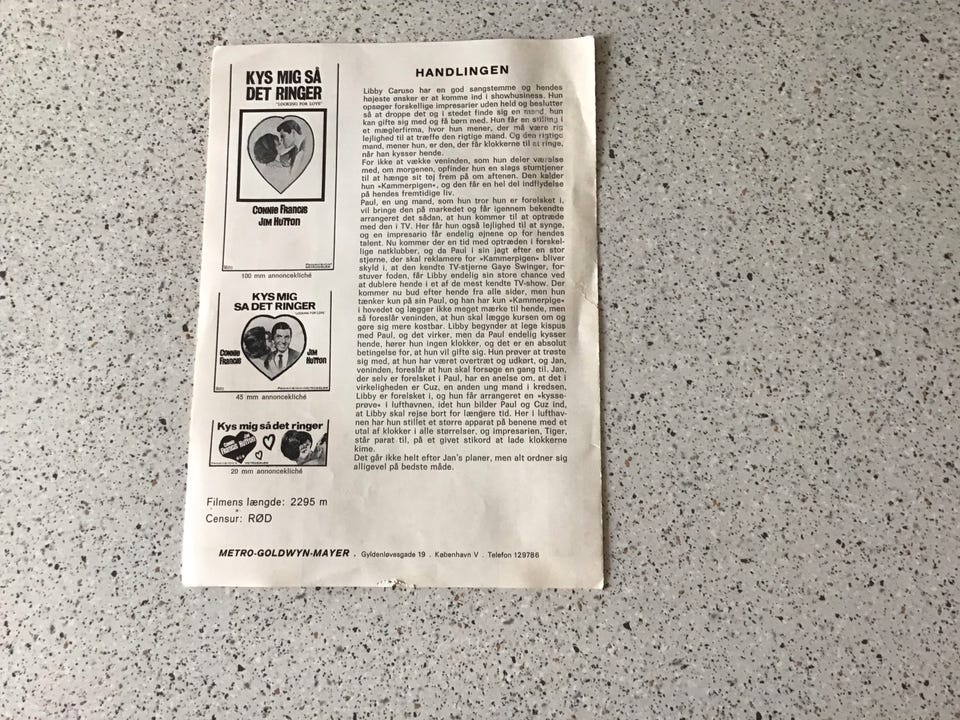 KYS MIG SÅ
DET RINGER
"LOOKING FOR LOVE"
CONNIE FRANCIS
JIM HUTTON
100 mm annoncekliché
KYS MIG
SA DET RINGER
"LOOKING FOR LOVE"
CONNIE
FRANCIS
JIM
HUTTON
45 mm annoncekliché
Kys mig så det ringer
20 mm annoncekliché
Filmens længde: 2295 m
Censur: RØD
HANDLINGEN
Libby Caruso har en god sangstemme og hendes
højeste ønsker er at komme ind i showbusiness. Hun
opsøger forskellige impresarier uden held og beslutter
så at droppe det og i stedet finde sig en mand, hun
kan gifte sig med og få børn med. Hun får en stilling i
et mæglerfirma, hvor hun mener, der må være rig
lejlighed til at træffe den rigtige mand. Og den rigtige
mand, mener hun, er den, der får klokkerne til at ringe,
når han kysser hende.
For ikke at vække veninden, som hun deler værelse
med, om morgenen, opfinder hun en slags stumtjener
til at hænge sit tøj frem på om aftenen. Den kalder
hun »Kammerpigen«, og den får en hel del indflydelse
på hendes fremtidige liv.
Paul, en ung mand, som hun tror hun er forelsket i,
vil bringe den på markedet og får igennem bekendte
arrangeret det sådan, at hun kommer til at optræde
med den i TV. Her får hun også lejlighed til at synge,
og en impresario får endelig øjnene op for hendes
talent. Nu kommer der en tid med optræden i forskel-
lige natklubber, og da Paul i sin jagt efter en stor
stjerne, der skal reklamere for »Kammerpigen« bliver
skyld i, at den kendte TV-stjerne Gaye Swinger, for-
stuver foden, får Libby endelig sin store chance ved
at dublere hende i et af de mest kendte TV-show. Der
kommer nu bud efter hende fra alle sider, men hun
tænker kun på sin Paul, og han har kun »Kammerpige«
i hovedet og lægger ikke meget mærke til hende, men
så foreslår veninden, at hun skal lægge kursen om og
gøre sig mere kostbar. Libby begynder at lege kispus
med Paul, og det virker, men da Paul endelig kysser
hende, hører hun ingen klokker, og det er en absolut
betingelse for, at hun vil gifte sig. Hun prøver at trøste
sig med, at hun har været overtræt og udkørt, og Jan,
veninden, foreslår at hun skal forsøge en gang til. Jan,
der selv er forelsket i Paul, har en anelse om, at det i
virkeligheden er Cuz, en anden ung mand i kredsen,
Libby er forelsket i, og hun får arrangeret en »kysse-
prøve« i lufthavnen, idet hun bilder Paul og Cuz ind,
at Libby skal rejse bort for længere tid. Her i lufthav-
nen har hun stillet et større apparat på benene med et
utal af klokker i alle størrelser, og impresarien, Tiger,
står parat til, på et givet stikord at lade klokkerne
kime.
Det går ikke helt efter Jan's planer, men alt ordner sig
alligevel på bedste måde.
METRO-GOLDWYN-MAYER . Gyldenløvesgade 19 . København V . Telefon 129786